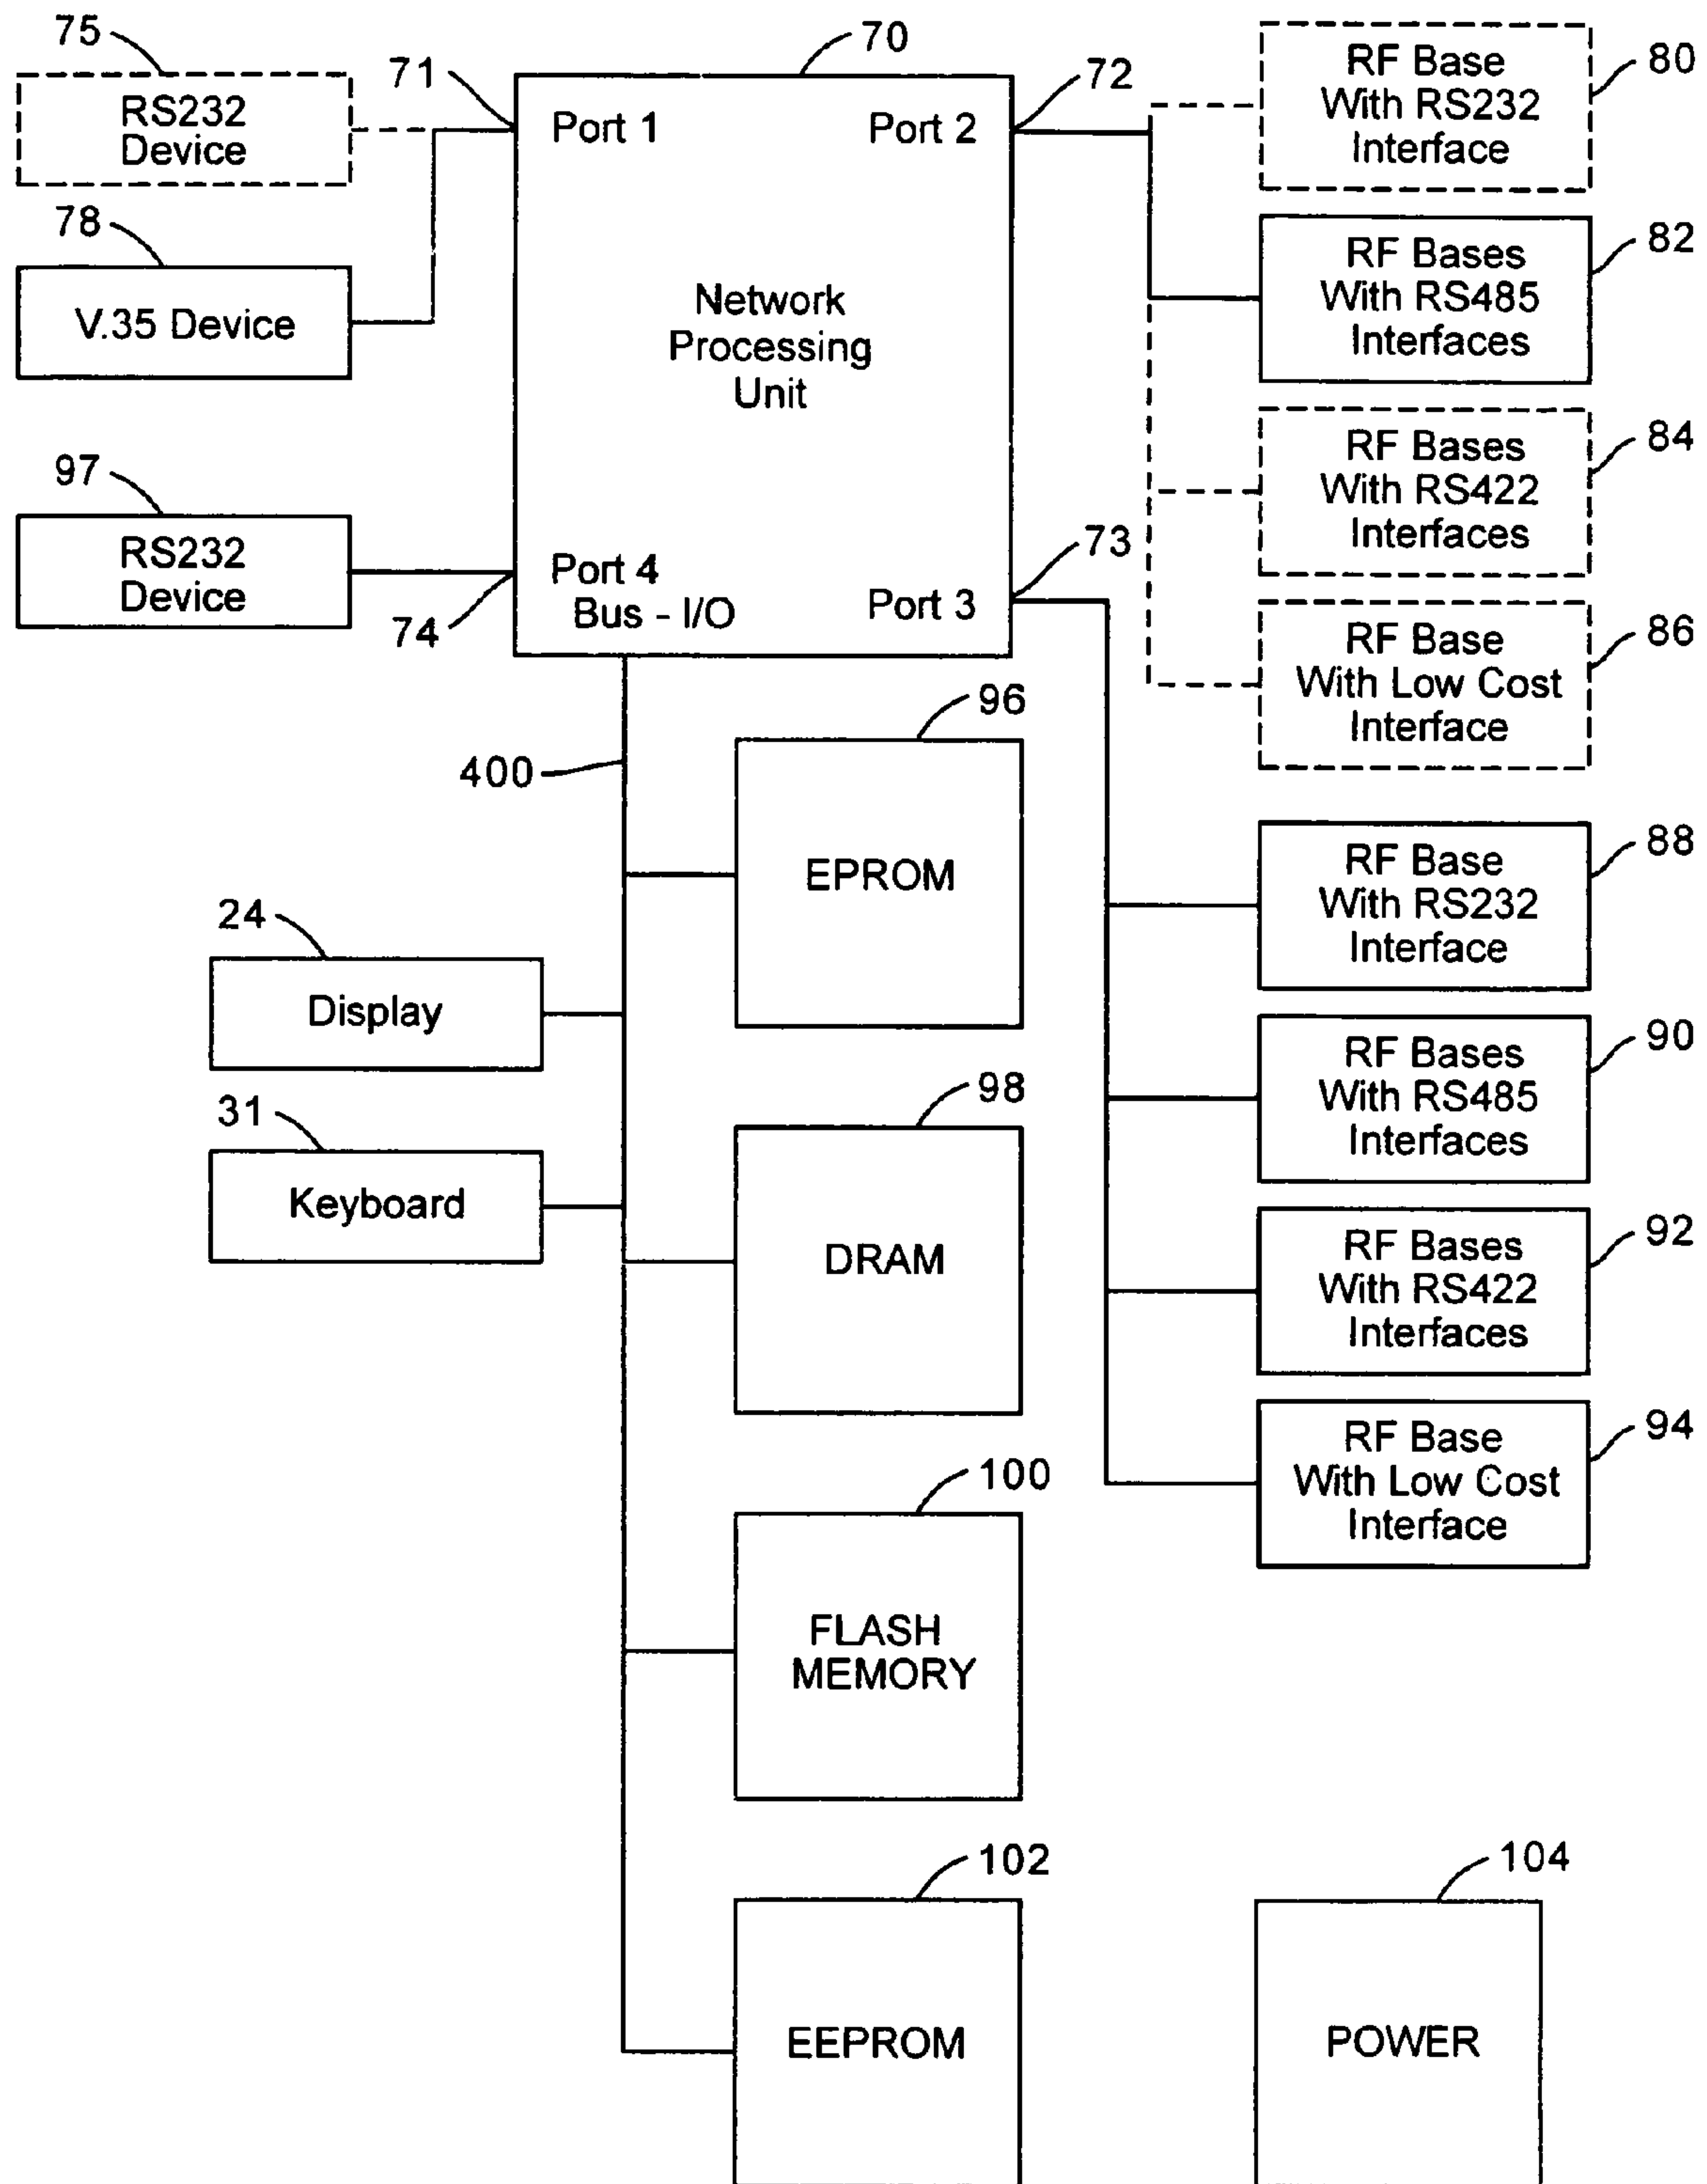 75
RS232
Device
78
V.35 Device
97
RS232
Device
71
70
72
Port 1
Port 2
Network
Processing
Unit
Port 4
Bus - I/O
Port 3
74
73
RF Base
With RS232
Interface
80
RF Bases
With RS485
Interfaces
82
RF Bases
With RS422
Interfaces
84
RF Base
With Low Cost
Interface
86
RF Base
With RS232
Interface
88
RF Bases
With RS485
Interfaces
90
RF Bases
With RS422
Interfaces
92
RF Base
With Low Cost
Interface
94
400
96
EPROM
24
Display
31
Keyboard
98
DRAM
100
FLASH
MEMORY
102
EEPROM
104
POWER